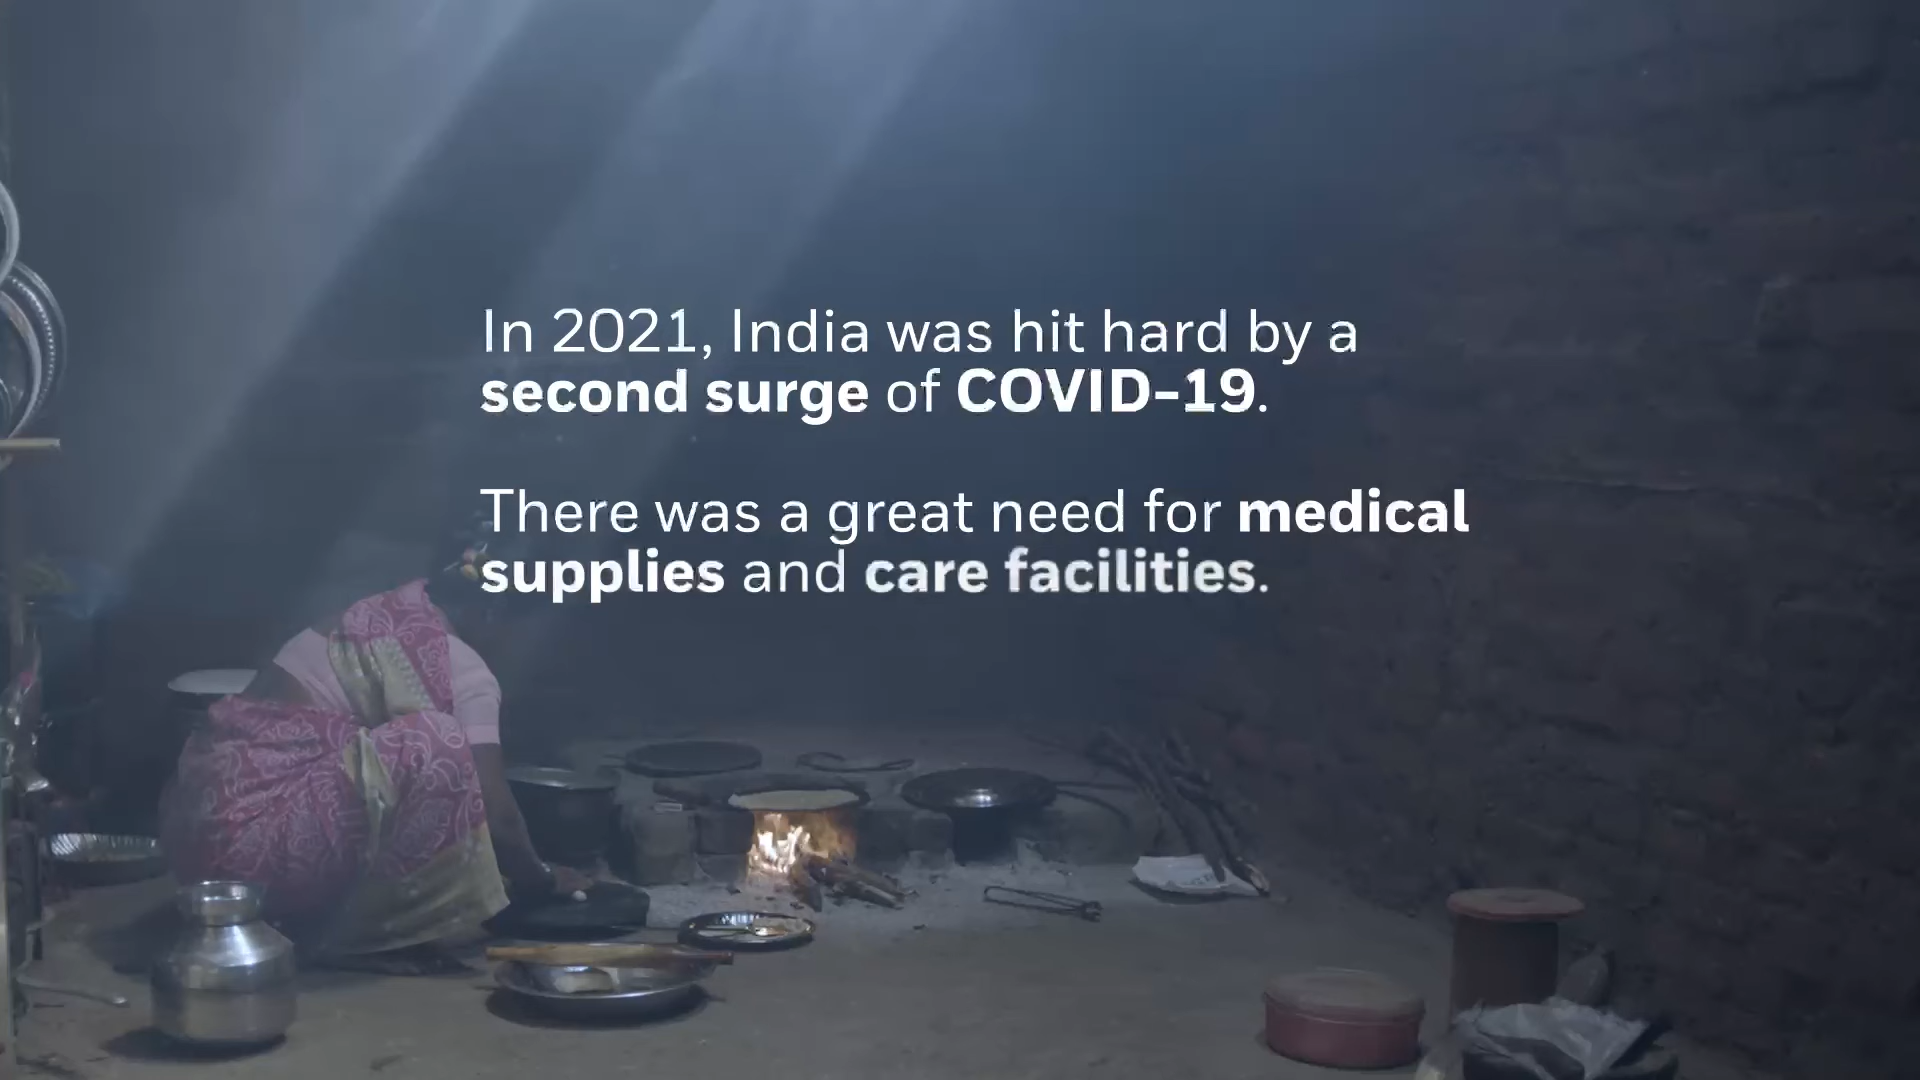 In 2021, India was hit hard by a
second surge of COVID-19.
There was a great need for medical
supplies and care facilities.